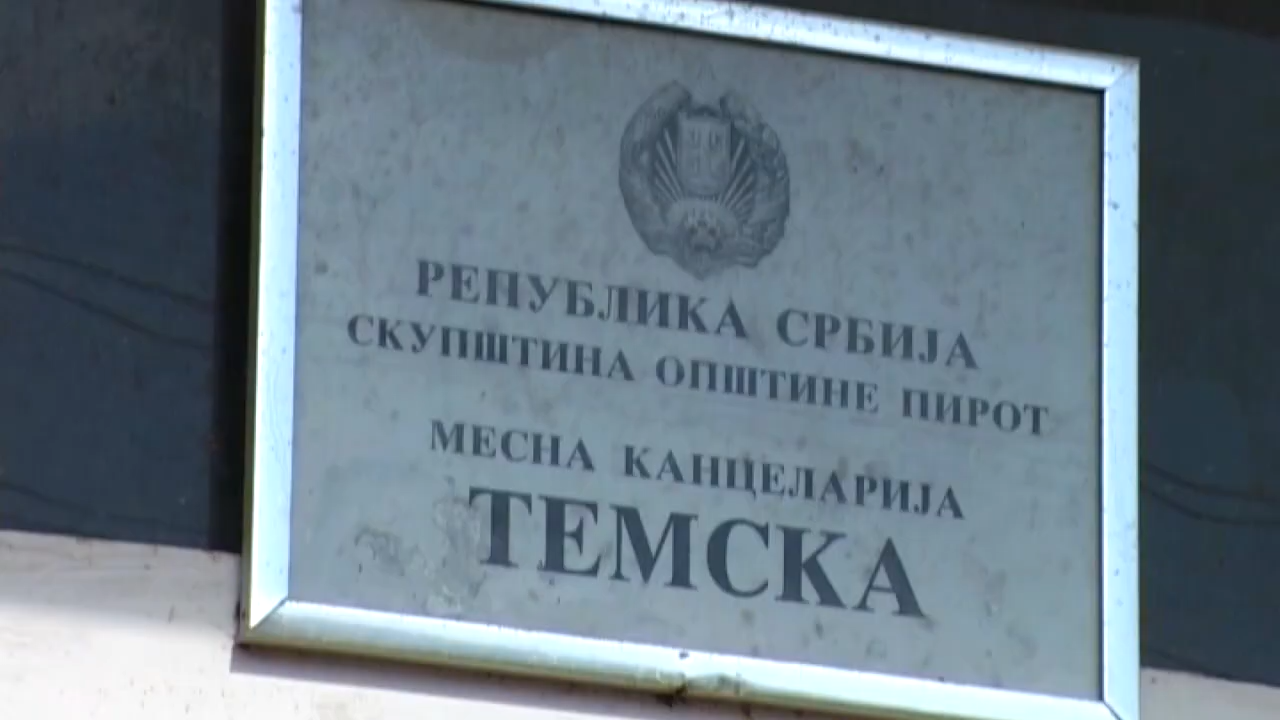 РЕПУБЛИКА СРБИЈА
СКУПШТИНА ОПШТИНЕ ПИРОТ
МЕСНА КАНЦЕЛАРИЈА
ТЕМСКА